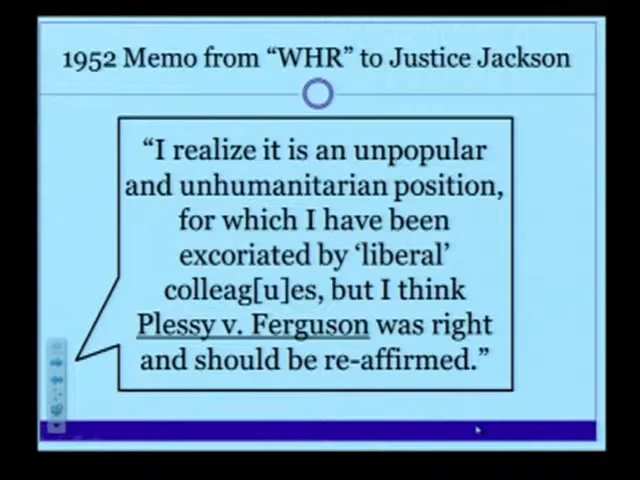 1952 Memo from “WHR” to Justice Jackson
“I realize it is an unpopular
and unhumanitarian position,
for which I have been
excoriated by ‘liberal’
colleag[u]es, but I think
Plessy v. Ferguson was right
and should be re-affirmed.”